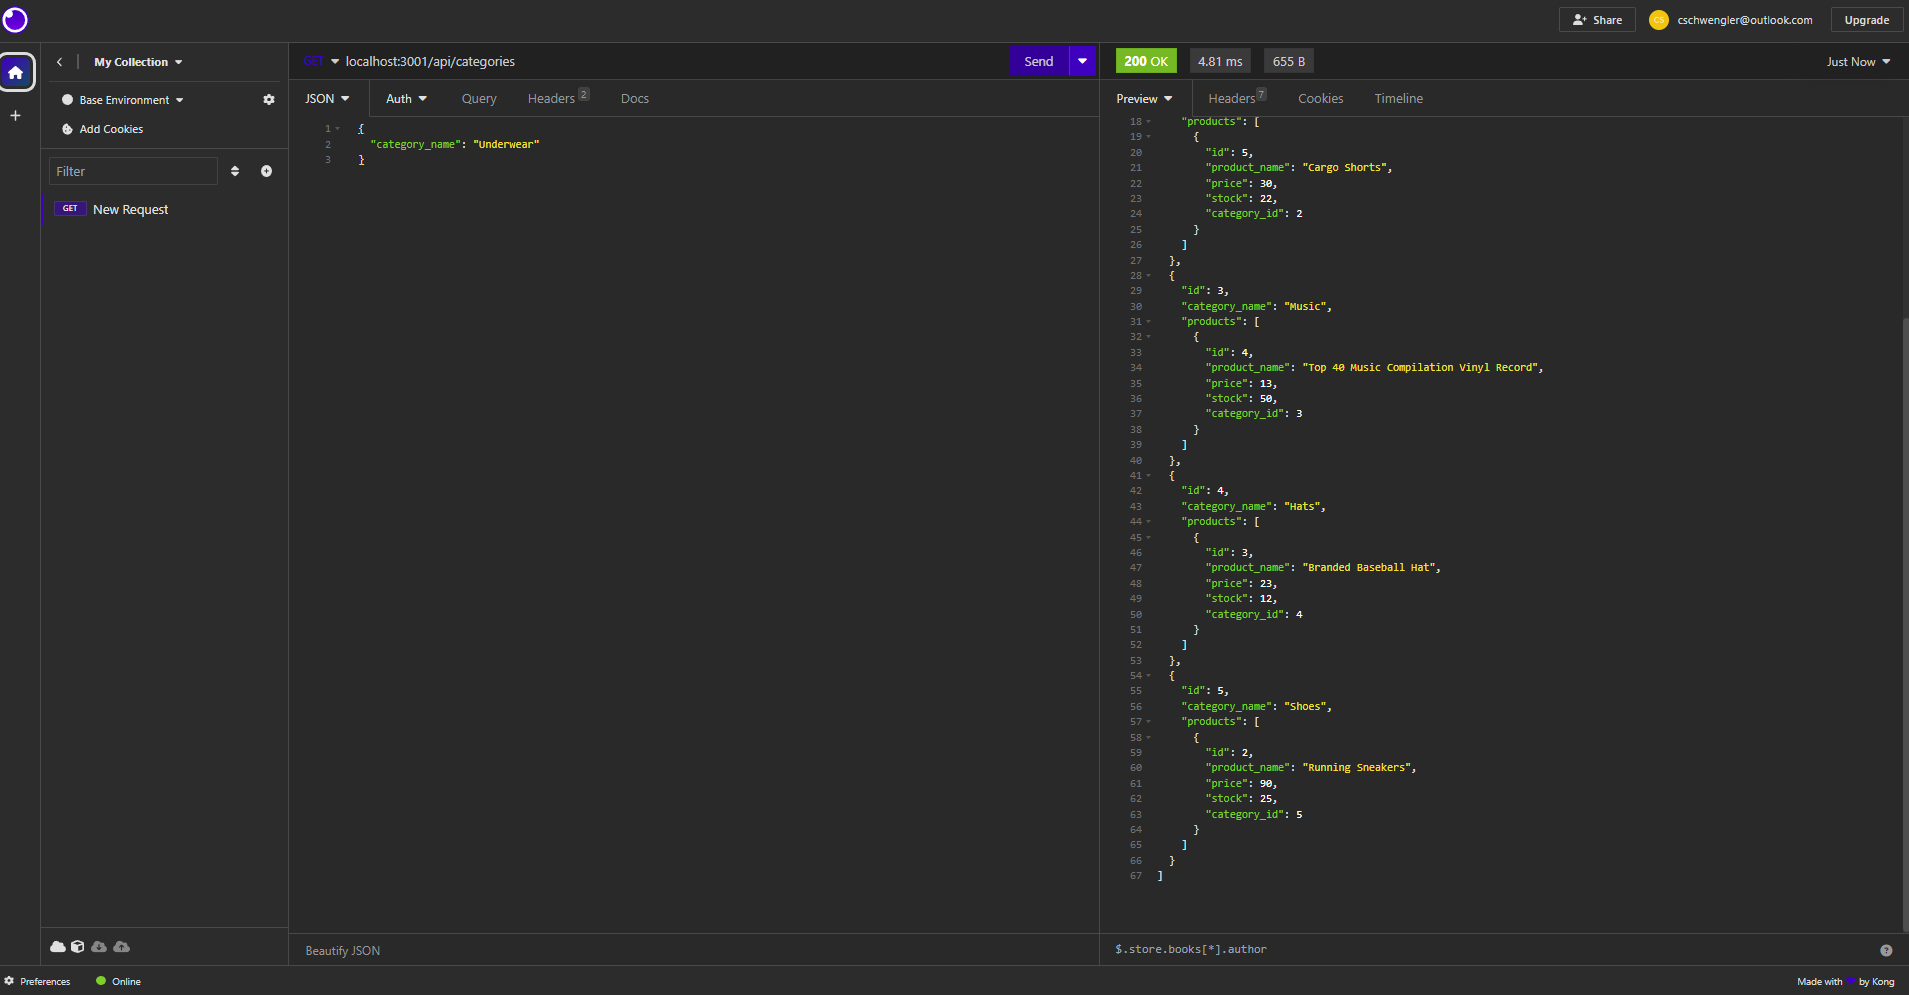 Share
CS
cschwengler@outlook.com
Upgrade
My Collection
Base Environment
Add Cookies
Filter
GET New Request
GET localhost:3001/api/categories Send
JSON Auth Query Headers 2 Docs
1 {
2 "category_name": "Underwear"
3 }
Beautify JSON
200 OK 4.81 ms 655 B Just Now
Preview Headers 7 Cookies Timeline
18 "products": [
19 {
20 "id": 5,
21 "product_name": "Cargo Shorts",
22 "price": 30,
23 "stock": 22,
24 "category_id": 2
25 }
26 ]
27 },
28 {
29 "id": 3,
30 "category_name": "Music",
31 "products": [
32 {
33 "id": 4,
34 "product_name": "Top 40 Music Compilation Vinyl Record",
35 "price": 13,
36 "stock": 50,
37 "category_id": 3
38 }
39 ]
40 },
41 {
42 "id": 4,
43 "category_name": "Hats",
44 "products": [
45 {
46 "id": 3,
47 "product_name": "Branded Baseball Hat",
48 "price": 23,
49 "stock": 12,
50 "category_id": 4
51 }
52 ]
53 },
54 {
55 "id": 5,
56 "category_name": "Shoes",
57 "products": [
58 {
59 "id": 2,
60 "product_name": "Running Sneakers",
61 "price": 90,
62 "stock": 25,
63 "category_id": 5
64 }
65 ]
66 }
67 ]
$.store.books[*].author
Preferences Online
Made with by Kong